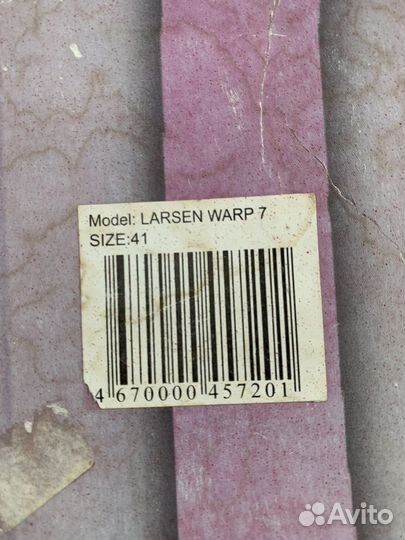 Model: LARSEN WARP 7
SIZE:41
4 670000 457201
Avito